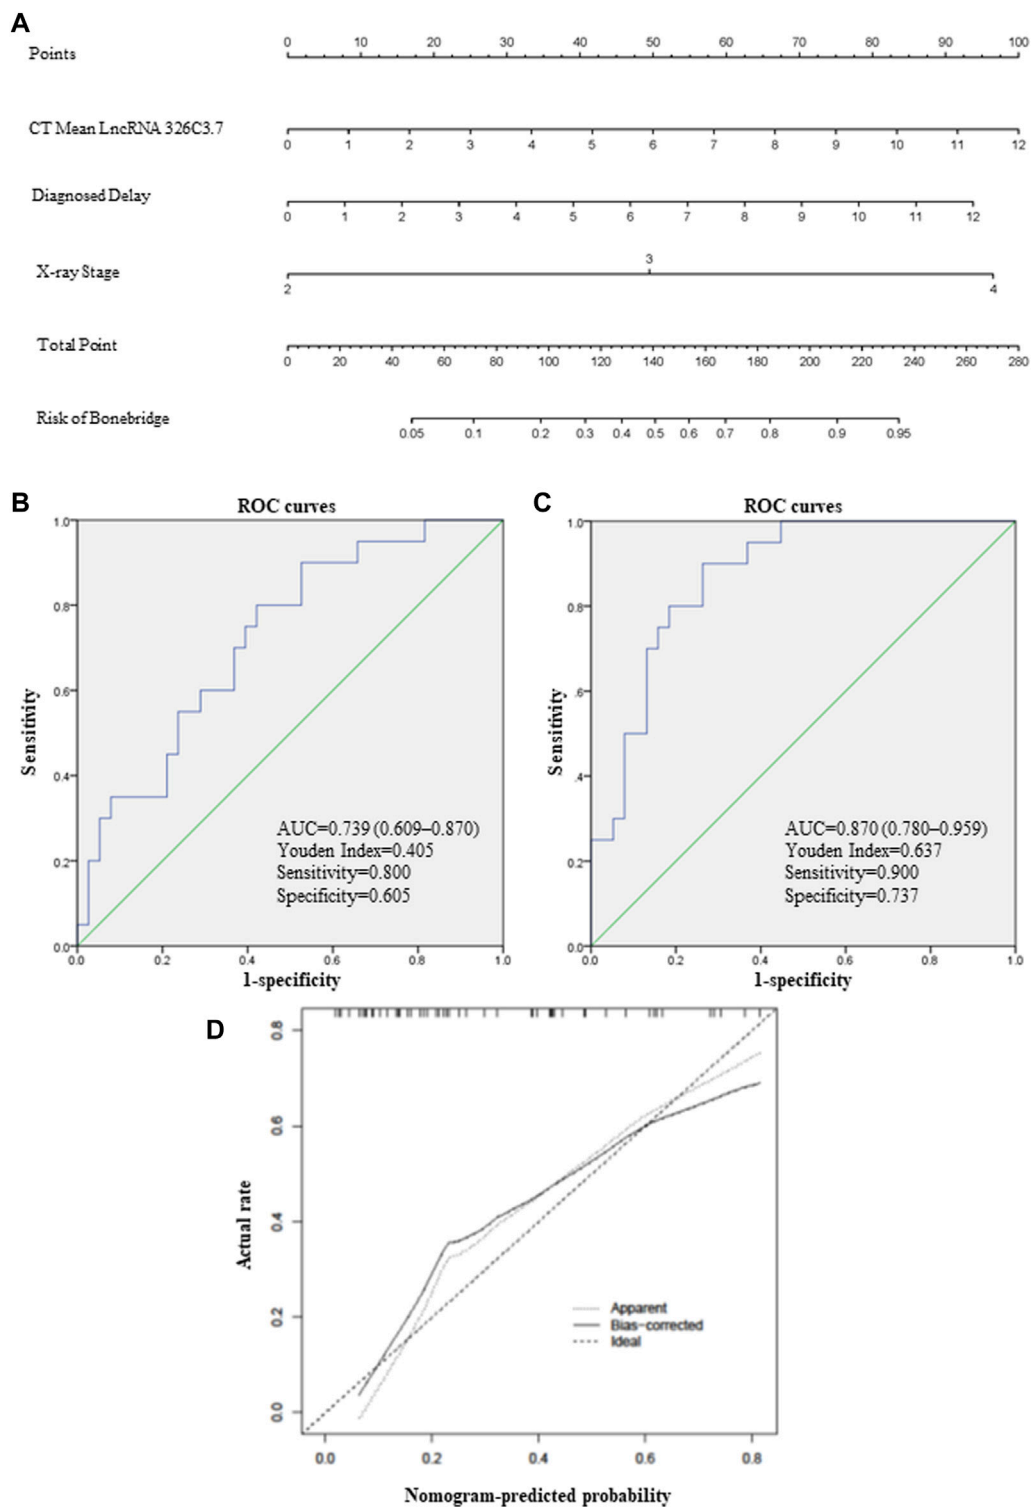 A
Points
0 10 20 30 40 50 60 70 80 90 100
CT Mean LncRNA 326C3.7
0 1 2 3 4 5 6 7 8 9 10 11 12
Diagnosed Delay
0 1 2 3 4 5 6 7 8 9 10 11 12
X-ray Stage
3
2 4
Total Point
0 20 40 60 80 100 120 140 160 180 200 220 240 260 280
Risk of Bonebridge
0.05 0.1 0.2 0.3 0.4 0.5 0.6 0.7 0.8 0.9 0.95
B
ROC curves
1.0
0.8
0.6
0.4
0.2
0.0
Sensitivity
AUC=0.739 (0.609–0.870)
Youden Index=0.405
Sensitivity=0.800
Specificity=0.605
0.0 0.2 0.4 0.6 0.8 1.0
1-specificity
C
ROC curves
1.0
0.8
.6
.4
0.2
0.0
Sensitivity
AUC=0.870 (0.780–0.959)
Youden Index=0.637
Sensitivity=0.900
Specificity=0.737
0.0 0.2 0.4 0.6 0.8 1.0
1-specificity
D
0.8
0.6
0.4
0.2
0.0
Actual rate
Apparent
Bias-corrected
Ideal
0.0 0.2 0.4 0.6 0.8
Nomogram-predicted probability